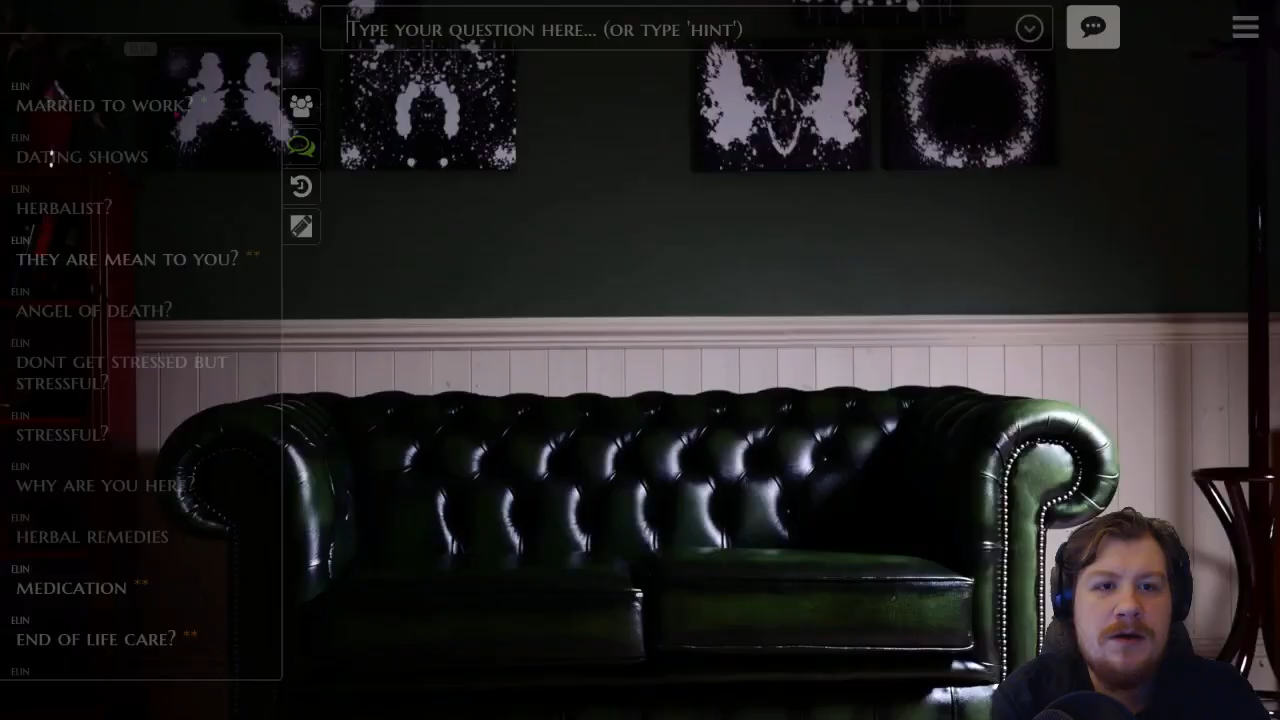 Type your question here... (or type 'hint')
ELIN
ELIN
MARRIED TO WORK? *
ELIN
DATING SHOWS
ELIN
HERBALIST?
ELIN
THEY ARE MEAN TO YOU? **
ELIN
ANGEL OF DEATH?
ELIN
DONT GET STRESSED BUT
STRESSFUL?
ELIN
STRESSFUL?
ELIN
WHY ARE YOU HERE?
ELIN
HERBAL REMEDIES
ELIN
MEDICATION **
ELIN
END OF LIFE CARE? **
ELIN